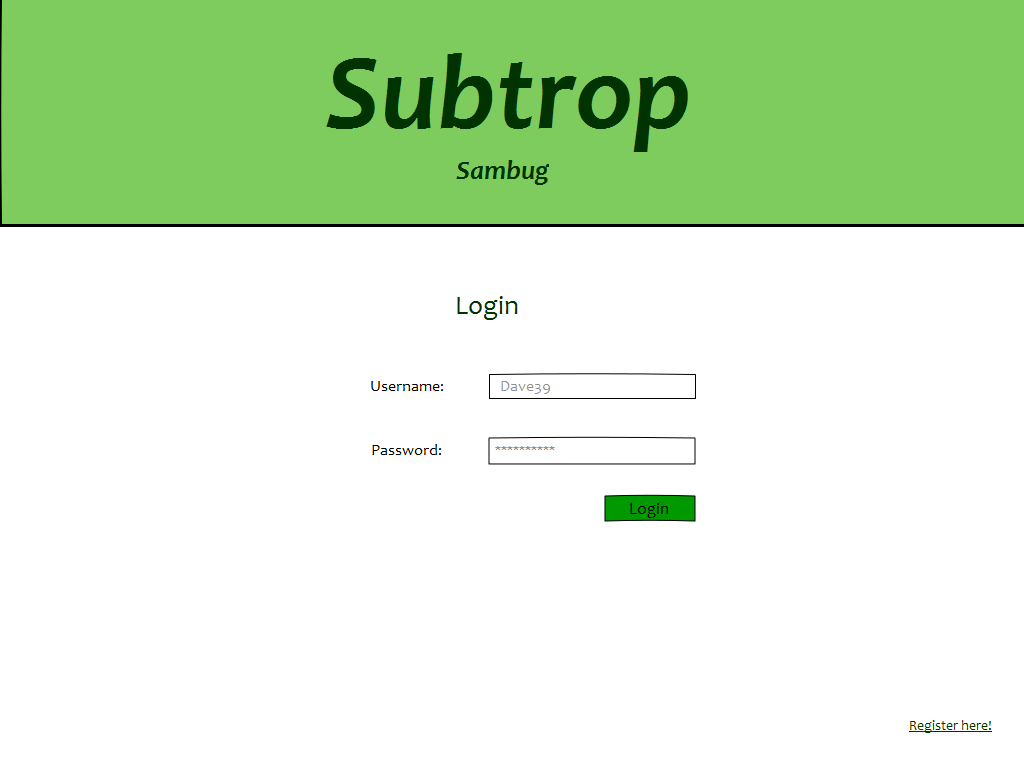 Subtrop
Sambug
Login
Username: Dave39
Password: **********
Login
Register here!